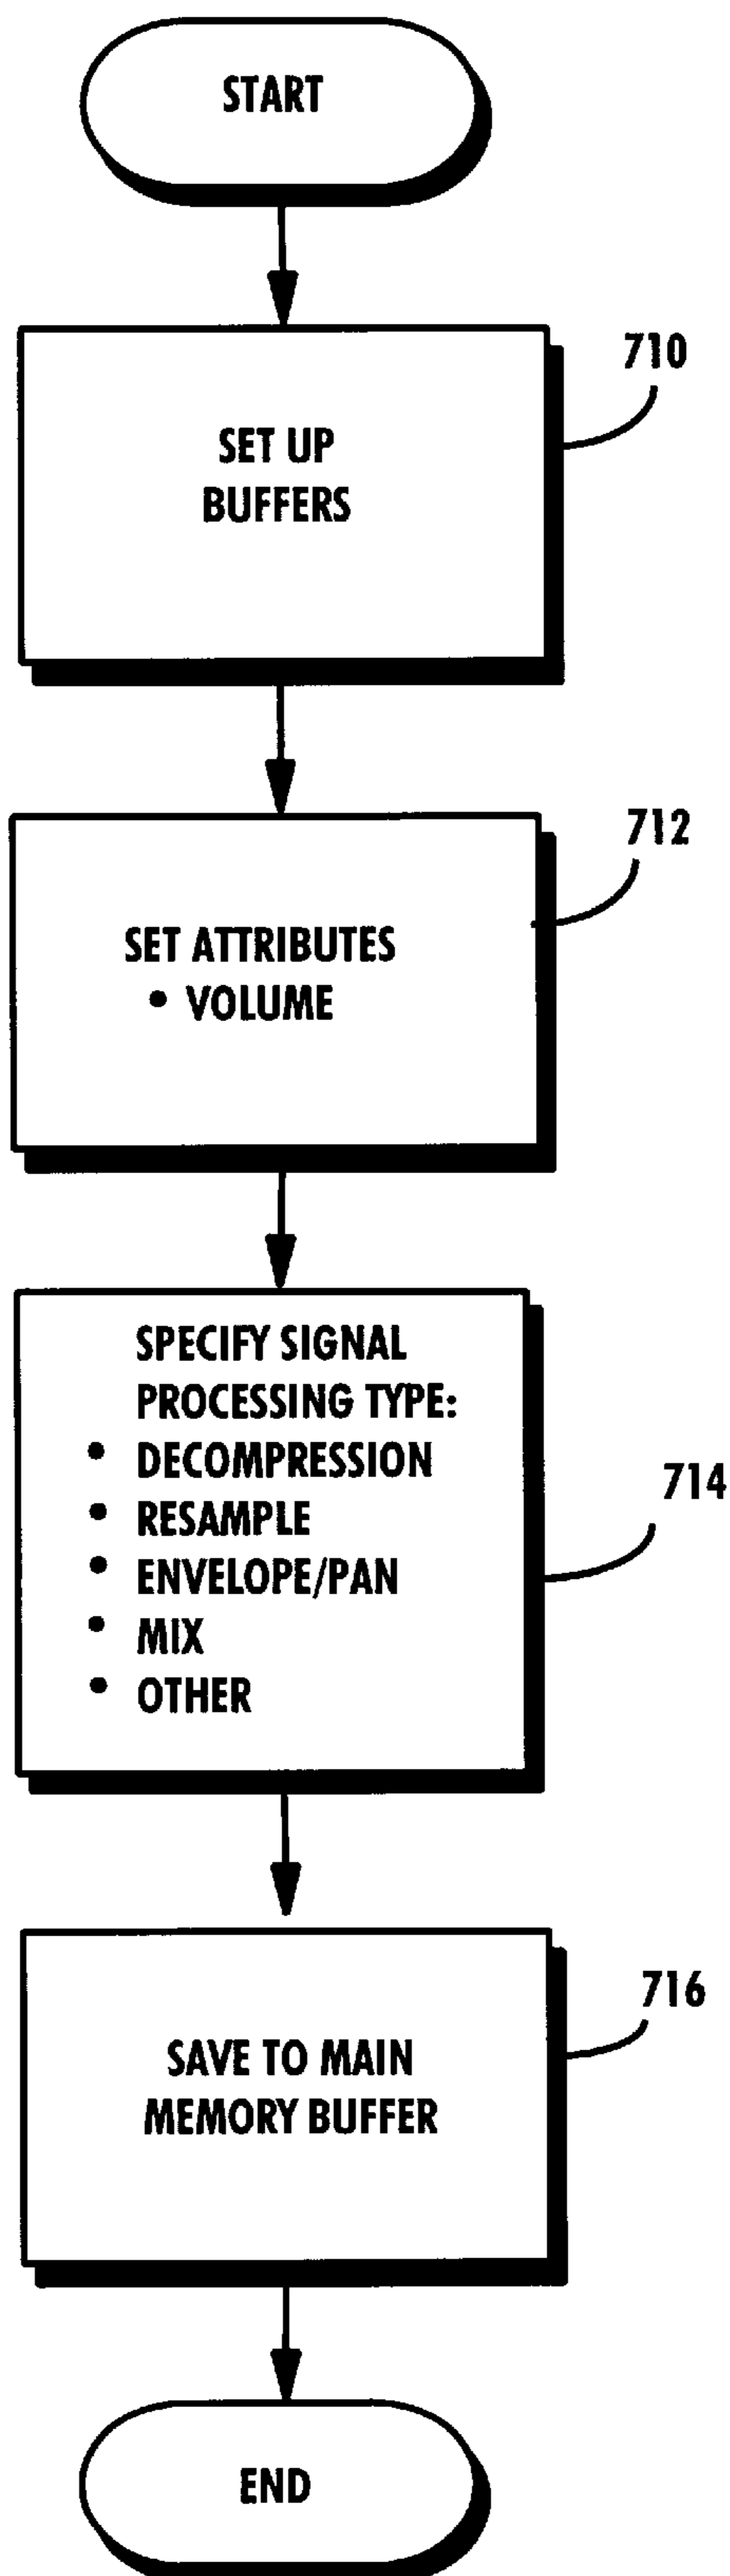 START
710
SET UP
BUFFERS
712
SET ATTRIBUTES
• VOLUME
SPECIFY SIGNAL
PROCESSING TYPE:
• DECOMPRESSION
714
• RESAMPLE
• ENVELOPE/PAN
• MIX
• OTHER
716
SAVE TO MAIN
MEMORY BUFFER
END